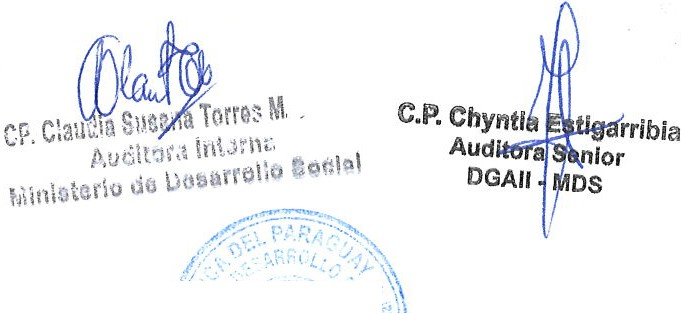 CP. Claudia Susana Torres M.
Auditora Interna
Ministerio de Desarrollo Social
C.P. Chyntia Estigarribia
Auditora Senior
DGAII - MDS
CA DEL PARAGUAY
DESARROLLO